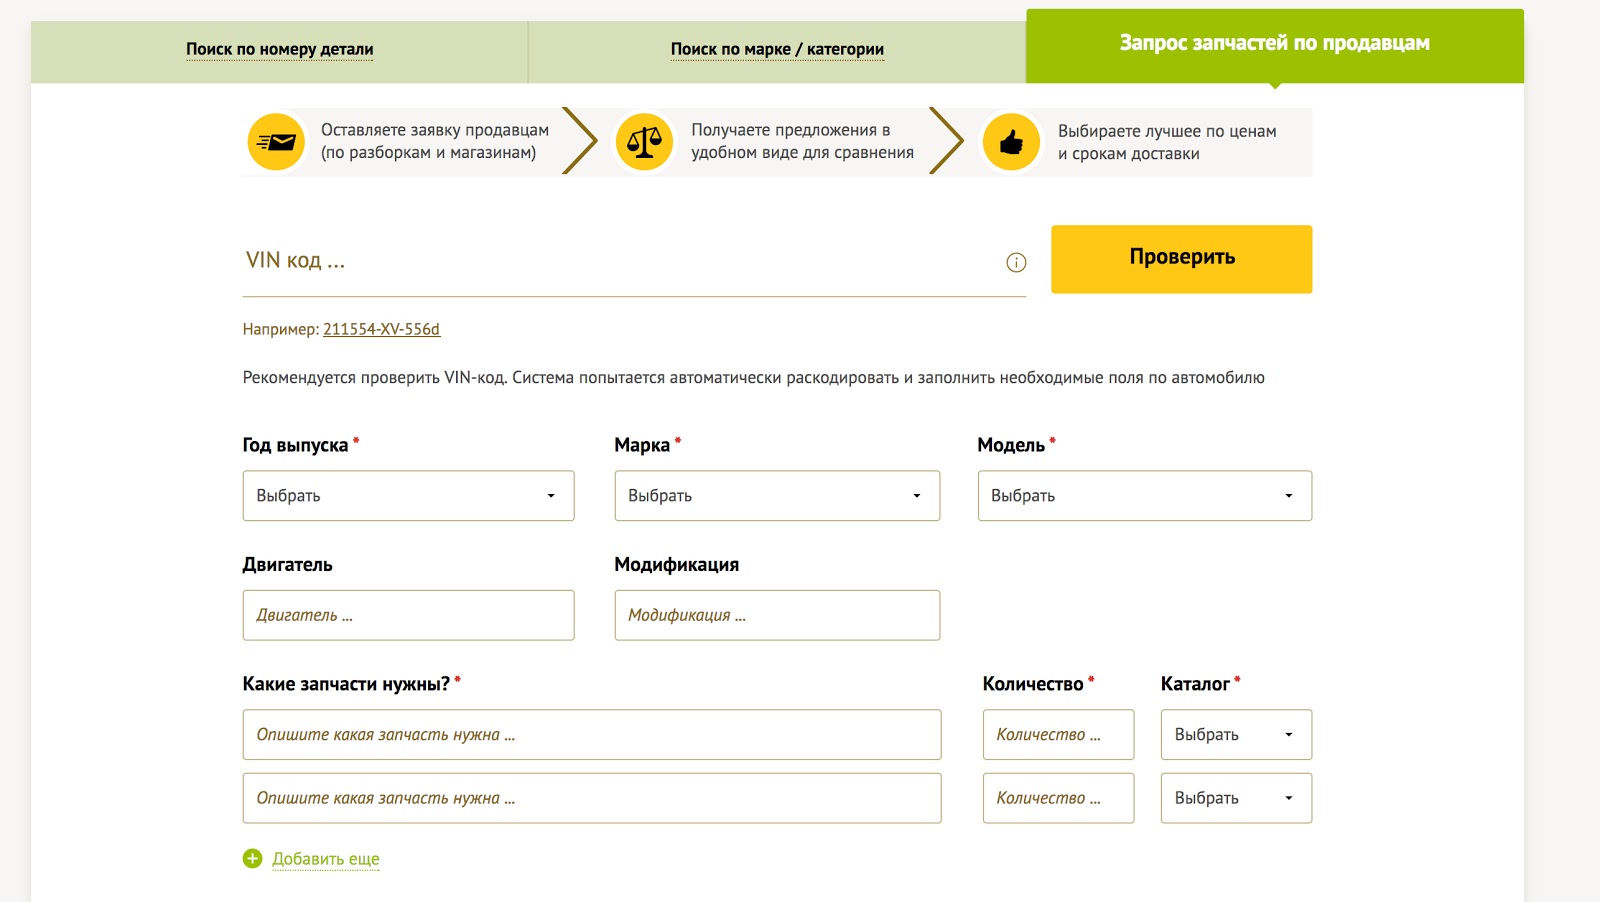 Поиск по номеру детали
Поиск по марке / категории
Запрос запчастей по продавцам
Оставляете заявку продавцам
(по разборкам и магазинам)
Получаете предложения в
удобном виде для сравнения
Выбираете лучшее по ценам
и срокам доставки
VIN код ...
Проверить
Например: 211554-XV-556d
Рекомендуется проверить VIN-код. Система попытается автоматически раскодировать и заполнить необходимые поля по автомобилю
Год выпуска *
Марка *
Модель *
Выбрать
Выбрать
Выбрать
Двигатель
Модификация
Двигатель ...
Модификация ...
Какие запчасти нужны? *
Количество *
Каталог *
Опишите какая запчасть нужна ...
Количество ...
Выбрать
Опишите какая запчасть нужна ...
Количество ...
Выбрать
Добавить еще